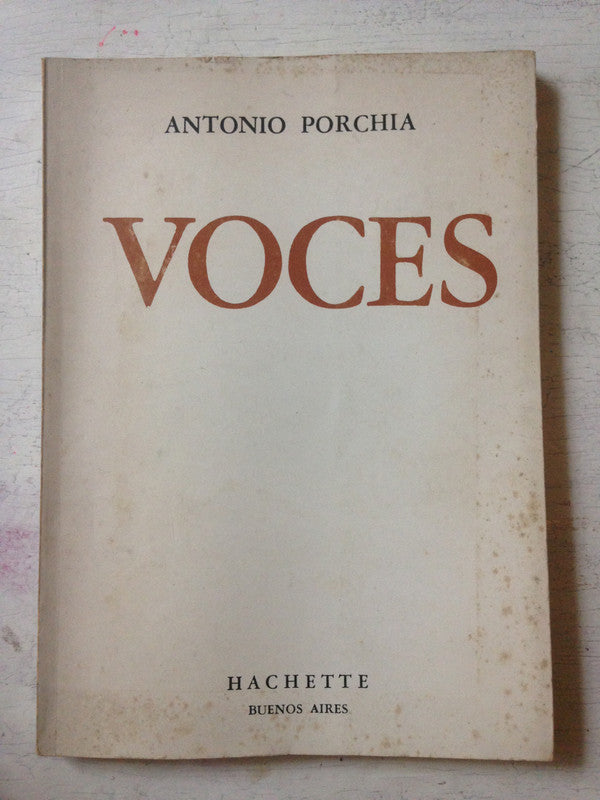 ANTONIO PORCHIA
VOCES
HACHETTE
BUENOS AIRES